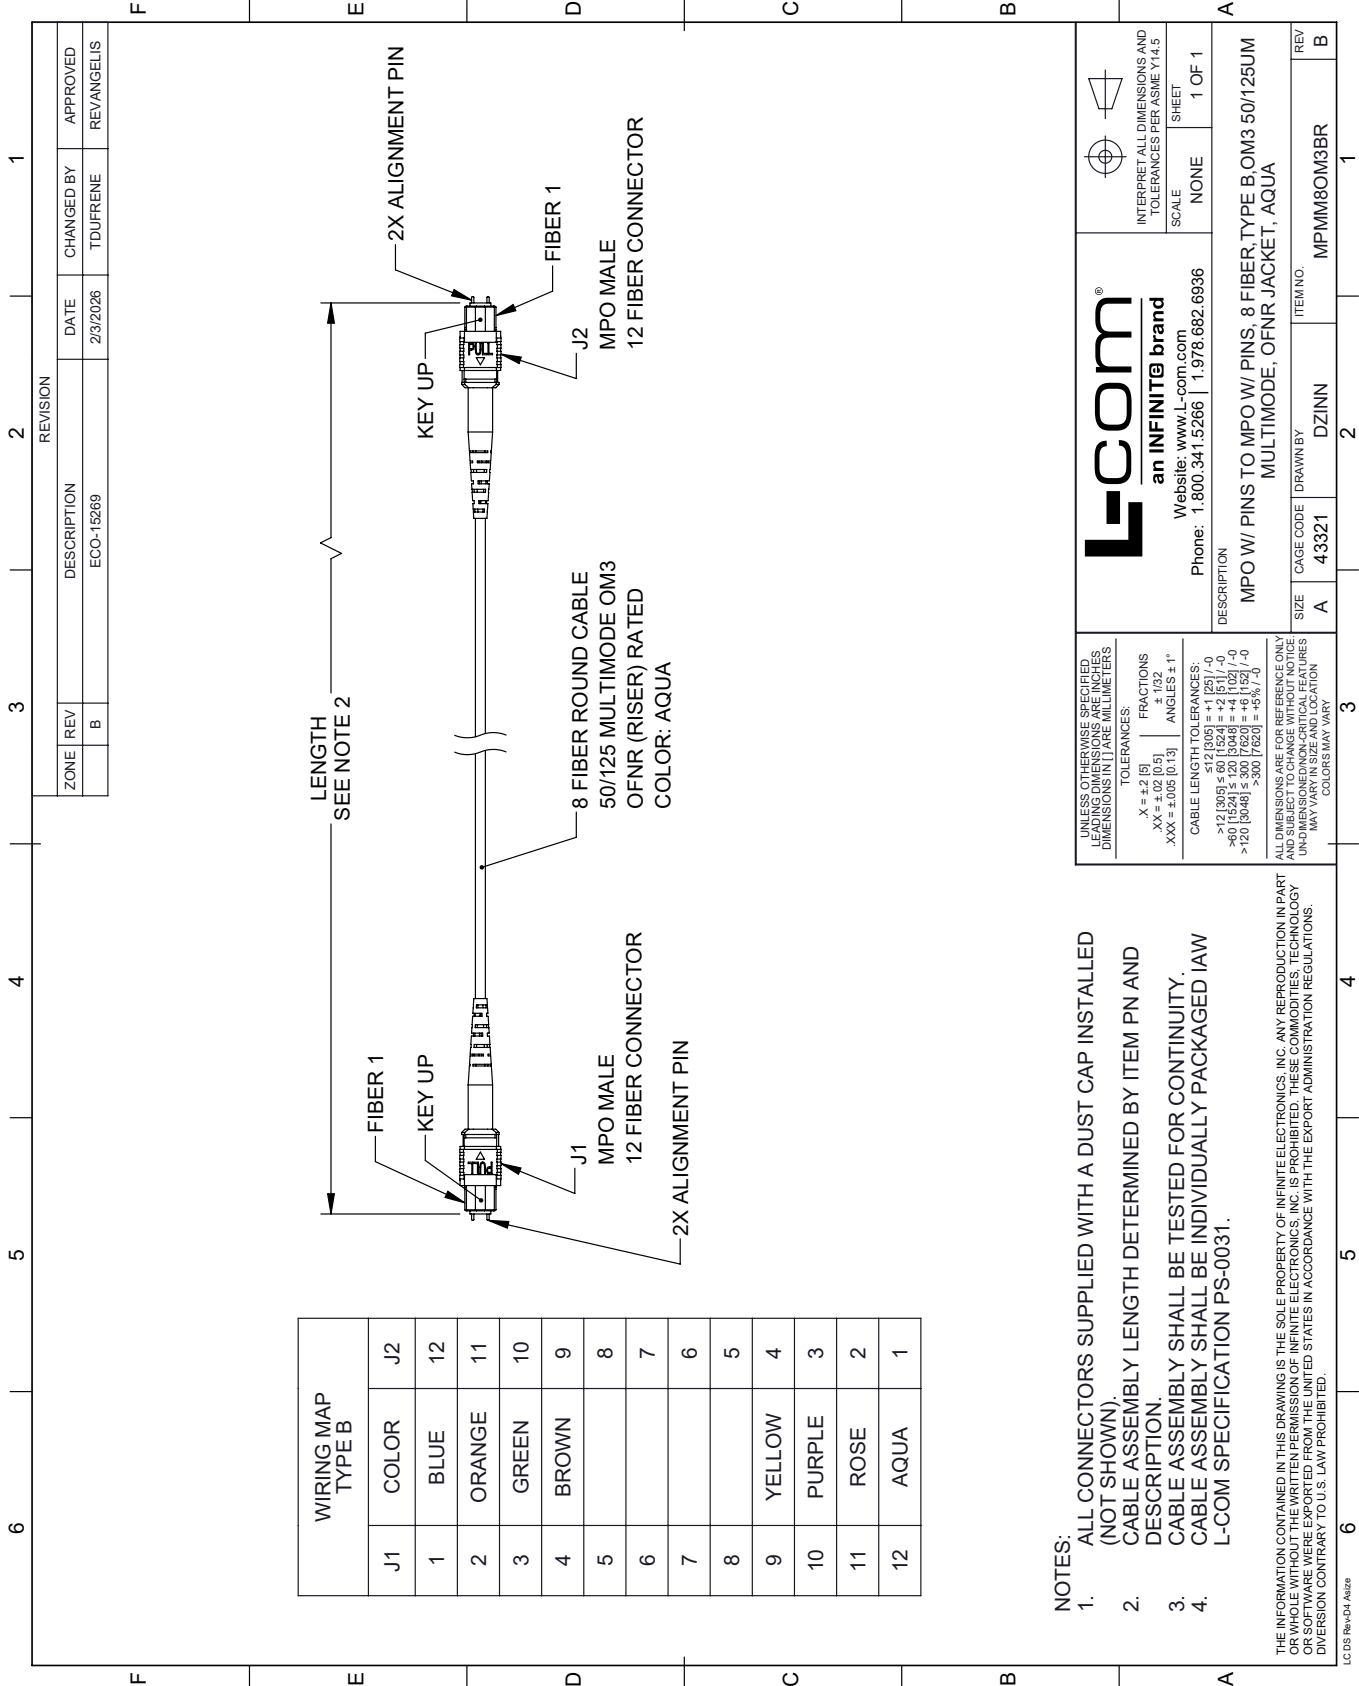 6 5 4 3 2 1
F
E
D
C
B
A
REVISION
ZONE REV DESCRIPTION DATE CHANGED BY APPROVED
B ECO-15269 2/3/2026 TDUFRENE REVANGELIS
WIRING MAP
TYPE B
J1 COLOR J2
1 BLUE 12
2 ORANGE 11
3 GREEN 10
4 BROWN 9
5 8
6 7
7 6
8 5
9 YELLOW 4
10 PURPLE 3
11 ROSE 2
12 AQUA 1
LENGTH
SEE NOTE 2
FIBER 1
KEY UP
PULL
J1
MPO MALE
12 FIBER CONNECTOR
2X ALIGNMENT PIN
8 FIBER ROUND CABLE
50/125 MULTIMODE OM3
OFNR (RISER) RATED
COLOR: AQUA
KEY UP
PULL
2X ALIGNMENT PIN
FIBER 1
J2
MPO MALE
12 FIBER CONNECTOR
NOTES:
1. ALL CONNECTORS SUPPLIED WITH A DUST CAP INSTALLED
(NOT SHOWN).
2. CABLE ASSEMBLY LENGTH DETERMINED BY ITEM PN AND
DESCRIPTION.
3. CABLE ASSEMBLY SHALL BE TESTED FOR CONTINUITY.
4. CABLE ASSEMBLY SHALL BE INDIVIDUALLY PACKAGED IAW
L-COM SPECIFICATION PS-0031.
THE INFORMATION CONTAINED IN THIS DRAWING IS THE SOLE PROPERTY OF INFINITE ELECTRONICS, INC. ANY REPRODUCTION IN PART
OR WHOLE WITHOUT THE WRITTEN PERMISSION OF INFINITE ELECTRONICS, INC. IS PROHIBITED. THESE COMMODITIES, TECHNOLOGY
OR SOFTWARE WERE EXPORTED FROM THE UNITED STATES IN ACCORDANCE WITH THE EXPORT ADMINISTRATION REGULATIONS.
DIVERSION CONTRARY TO U.S. LAW PROHIBITED.
UNLESS OTHERWISE SPECIFIED
LEADING DIMENSIONS ARE INCHES
DIMENSIONS IN [ ] ARE MILLIMETERS
TOLERANCES:
.X = ±.2 [5] FRACTIONS
.XX = ±.02 [0.5] ± 1/32
.XXX = ±.005 [0.13] ANGLES ± 1°
CABLE LENGTH TOLERANCES:
≤12 [305] = +1 [25] / -0
>12 [305] ≤ 60 [1524] = +2 [51] / -0
>60 [1524] ≤ 120 [3048] = +4 [102] / -0
>120 [3048] ≤ 300 [7620] = +6 [152] / -0
>300 [7620] = +5% / -0
ALL DIMENSIONS ARE FOR REFERENCE ONLY
AND SUBJECT TO CHANGE WITHOUT NOTICE.
UN-DIMENSIONED/NON-CRITICAL FEATURES
MAY VARY IN SIZE AND LOCATION
COLORS MAY VARY
L-com®
an INFINIT@ brand
Website: www.L-com.com
Phone: 1.800.341.5266 | 1.978.682.6936
INTERPRET ALL DIMENSIONS AND
TOLERANCES PER ASME Y14.5
SCALE SHEET
NONE 1 OF 1
DESCRIPTION
MPO W/ PINS TO MPO W/ PINS, 8 FIBER,TYPE B,OM3 50/125UM
MULTIMODE, OFNR JACKET, AQUA
SIZE CAGE CODE DRAWN BY ITEM NO. REV
A 43321 DZINN MPMM8OM3BR B
LC DS Rev-D4 Asize
6 5 4 3 2 1
F
E
D
C
B
A